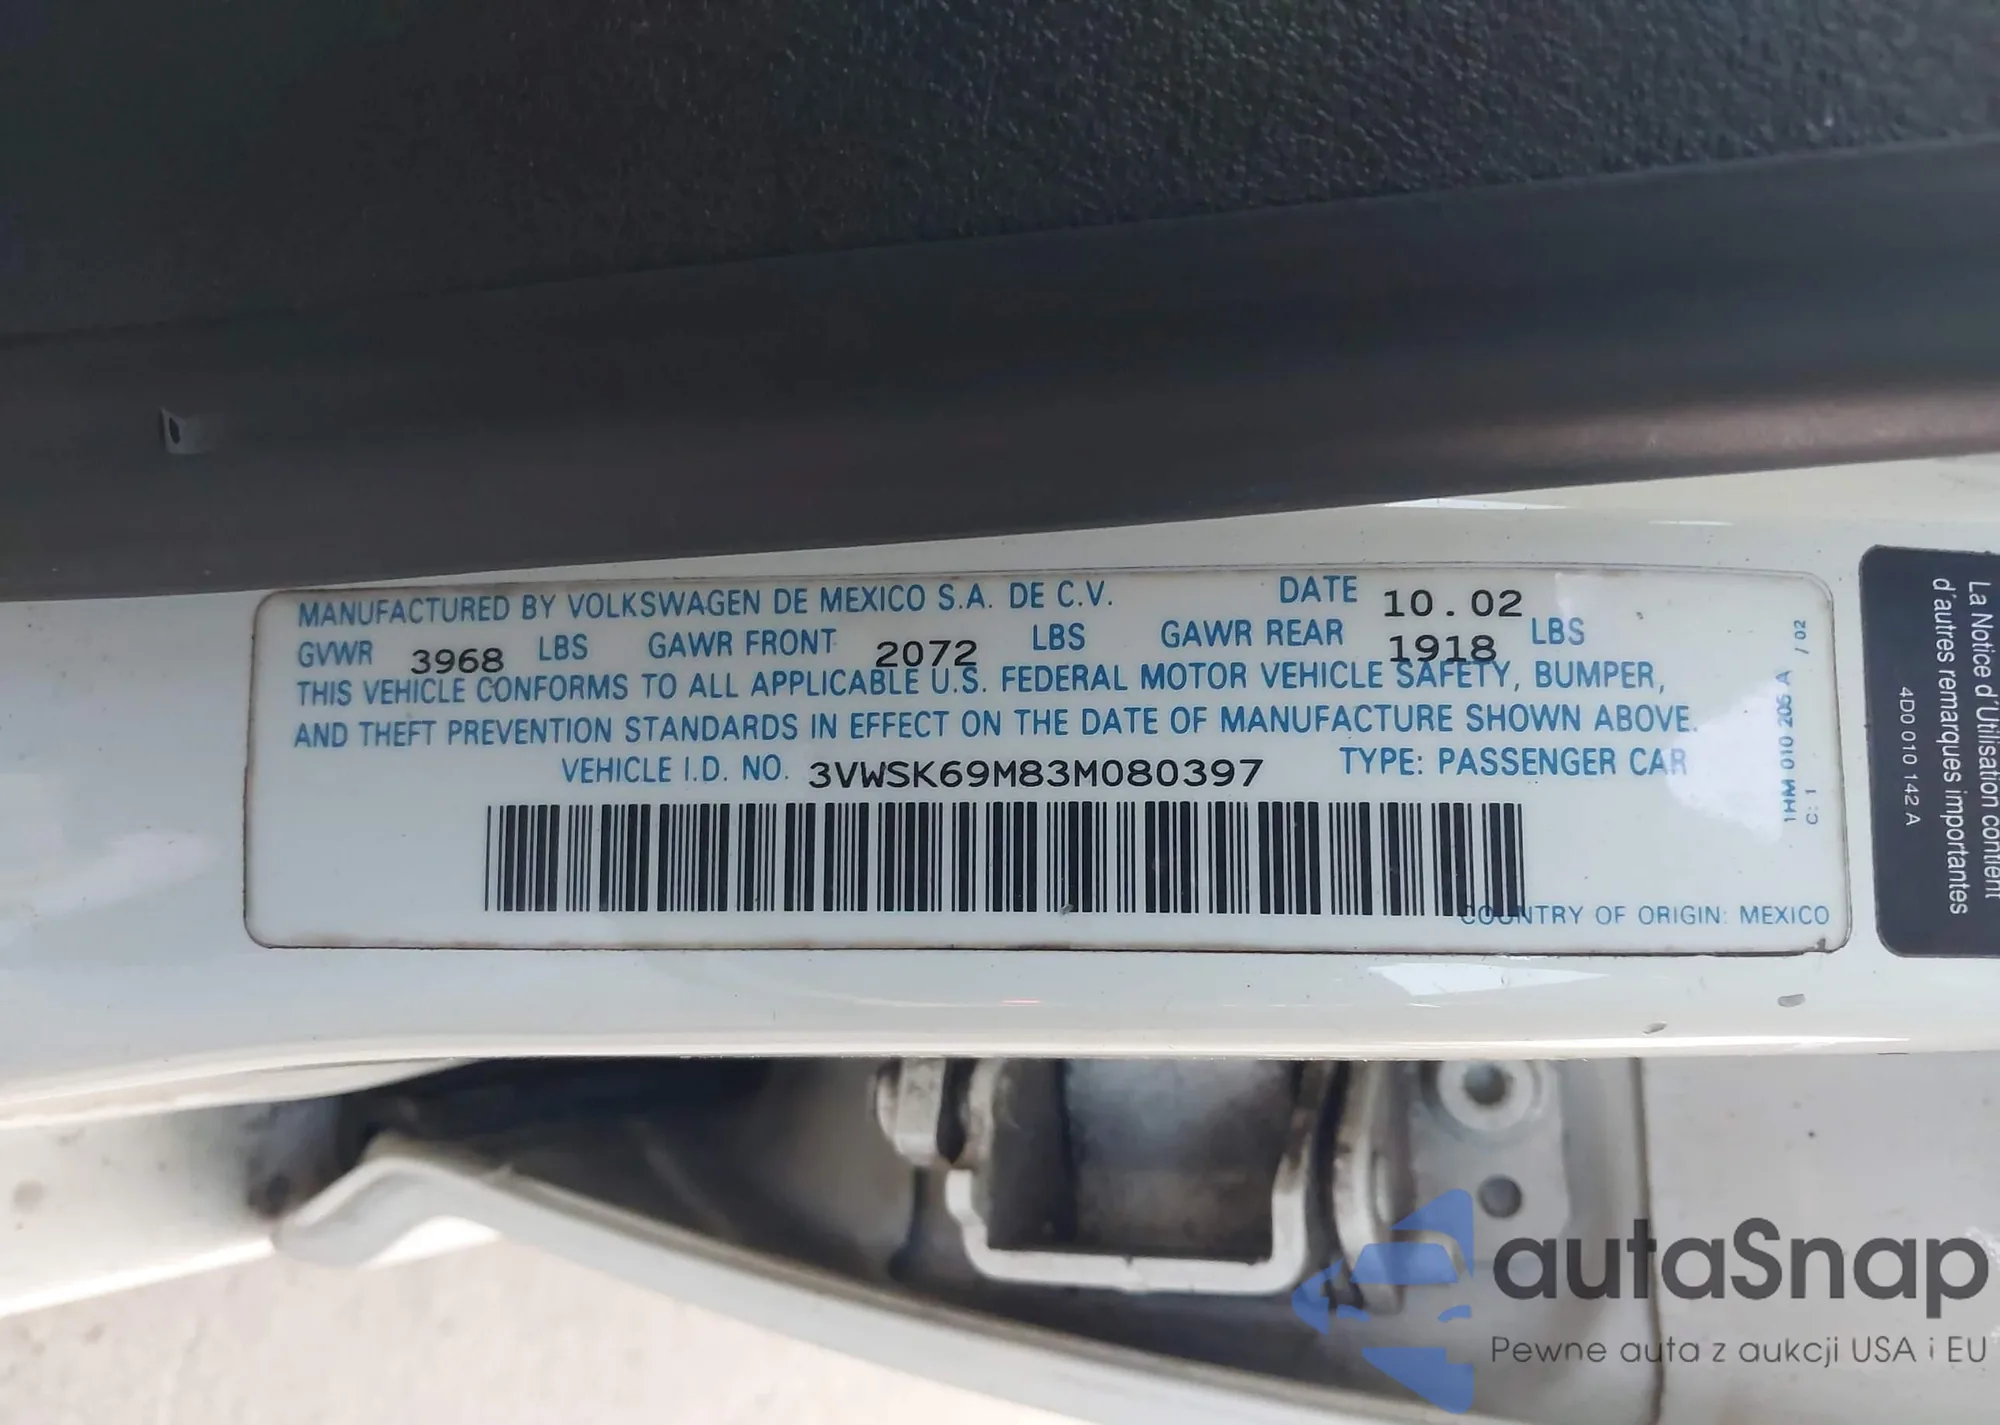 MANUFACTURED BY VOLKSWAGEN DE MEXICO S.A. DE C.V. DATE 10.02
GVWR 3968 LBS GAWR FRONT 2072 LBS GAWR REAR 1918 LBS
THIS VEHICLE CONFORMS TO ALL APPLICABLE U.S. FEDERAL MOTOR VEHICLE SAFETY, BUMPER,
AND THEFT PREVENTION STANDARDS IN EFFECT ON THE DATE OF MANUFACTURE SHOWN ABOVE.
VEHICLE I.D. NO. 3VWSK69M83M080397 TYPE: PASSENGER CAR
COUNTRY OF ORIGIN: MEXICO
1HM 010 205 A / 02
C: 1
La Notice d'Utilisation contient
d'autres remarques importantes
4D0 010 142 A
autaSnap
Pewne auta z aukcji USA i EU